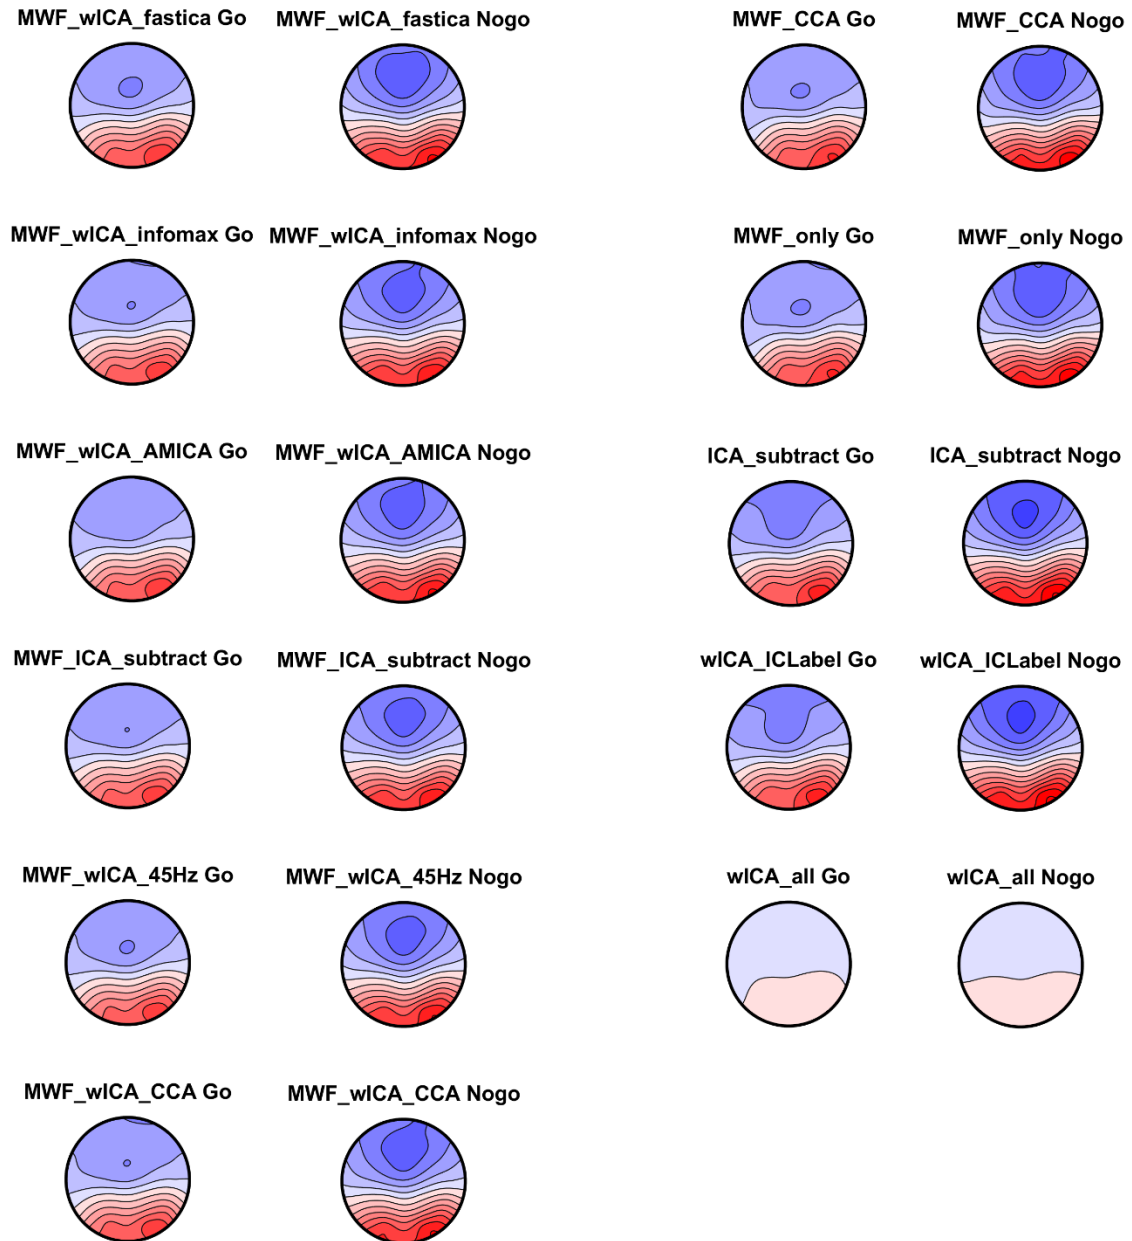 MWF_wICA_fastica Go
MWF_wICA_fastica Nogo
MWF_CCA Go
MWF_CCA Nogo
MWF_wICA_infomax Go
MWF_wICA_infomax Nogo
MWF_only Go
MWF_only Nogo
MWF_wICA_AMICA Go
MWF_wICA_AMICA Nogo
ICA_subtract Go
ICA_subtract Nogo
MWF_ICA_subtract Go
MWF_ICA_subtract Nogo
wICA_ICLabel Go
wICA_ICLabel Nogo
MWF_wICA_45Hz Go
MWF_wICA_45Hz Nogo
wICA_all Go
wICA_all Nogo
MWF_wICA_CCA Go
MWF_wICA_CCA Nogo